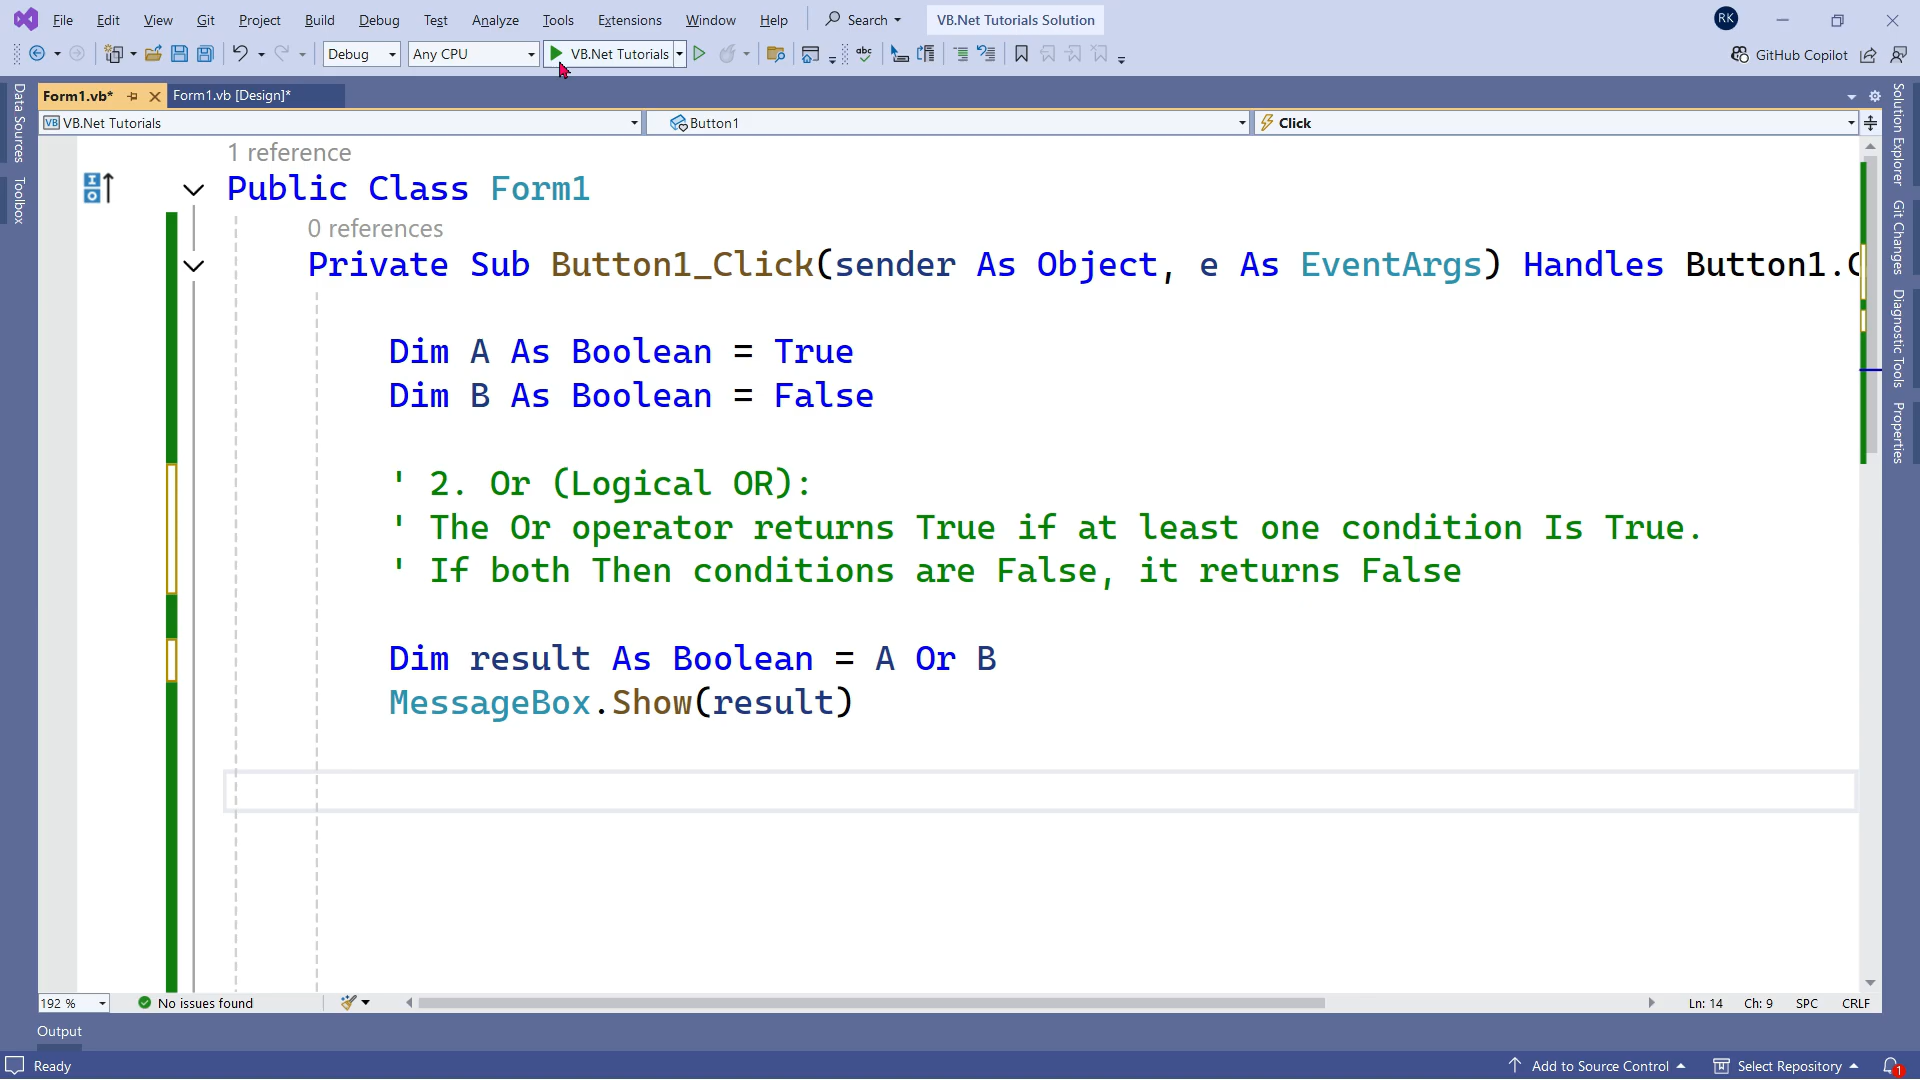 File Edit View Git Project Build Debug Test Analyze Tools Extensions Window Help Search VB.Net Tutorials Solution RK
Debug Any CPU VB.Net Tutorials abc GitHub Copilot
Form1.vb* Form1.vb [Design]*
VB VB.Net Tutorials Button1 Click
Data Sources
Toolbox
Solution Explorer
Git Changes
Diagnostic Tools
Properties
1 reference
Public Class Form1
0 references
Private Sub Button1_Click(sender As Object, e As EventArgs) Handles Button1.C
Dim A As Boolean = True
Dim B As Boolean = False
' 2. Or (Logical OR):
' The Or operator returns True if at least one condition Is True.
' If both Then conditions are False, it returns False
Dim result As Boolean = A Or B
MessageBox.Show(result)
192 % No issues found Ln: 14 Ch: 9 SPC CRLF
Output
Ready Add to Source Control Select Repository 1